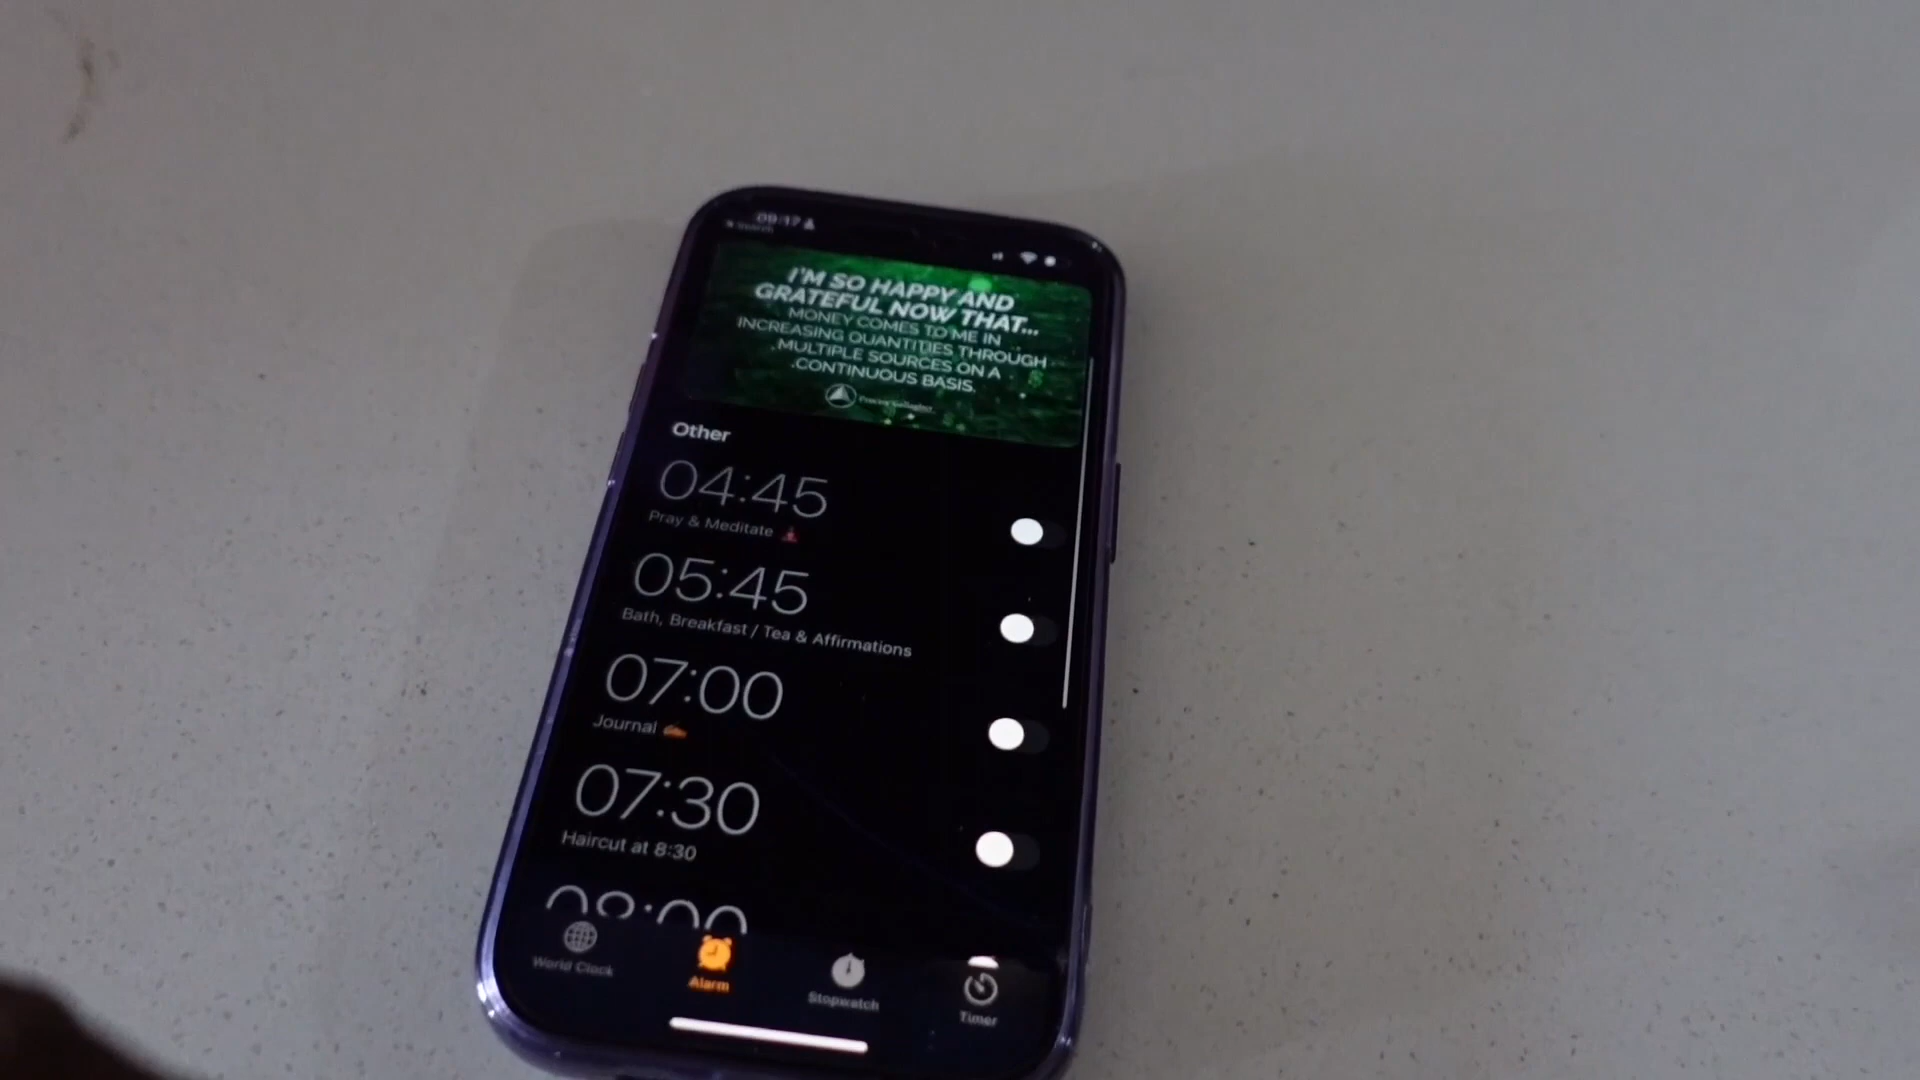 09:17
I'M SO HAPPY AND
GRATEFUL NOW THAT...
MONEY COMES TO ME IN
INCREASING QUANTITIES THROUGH
MULTIPLE SOURCES ON A
CONTINUOUS BASIS.
Other
04:45
Pray & Meditate
05:45
Bath, Breakfast / Tea & Affirmations
07:00
Journal
07:30
Haircut at 8:30
World Clock
Alarm
Stopwatch
Timer